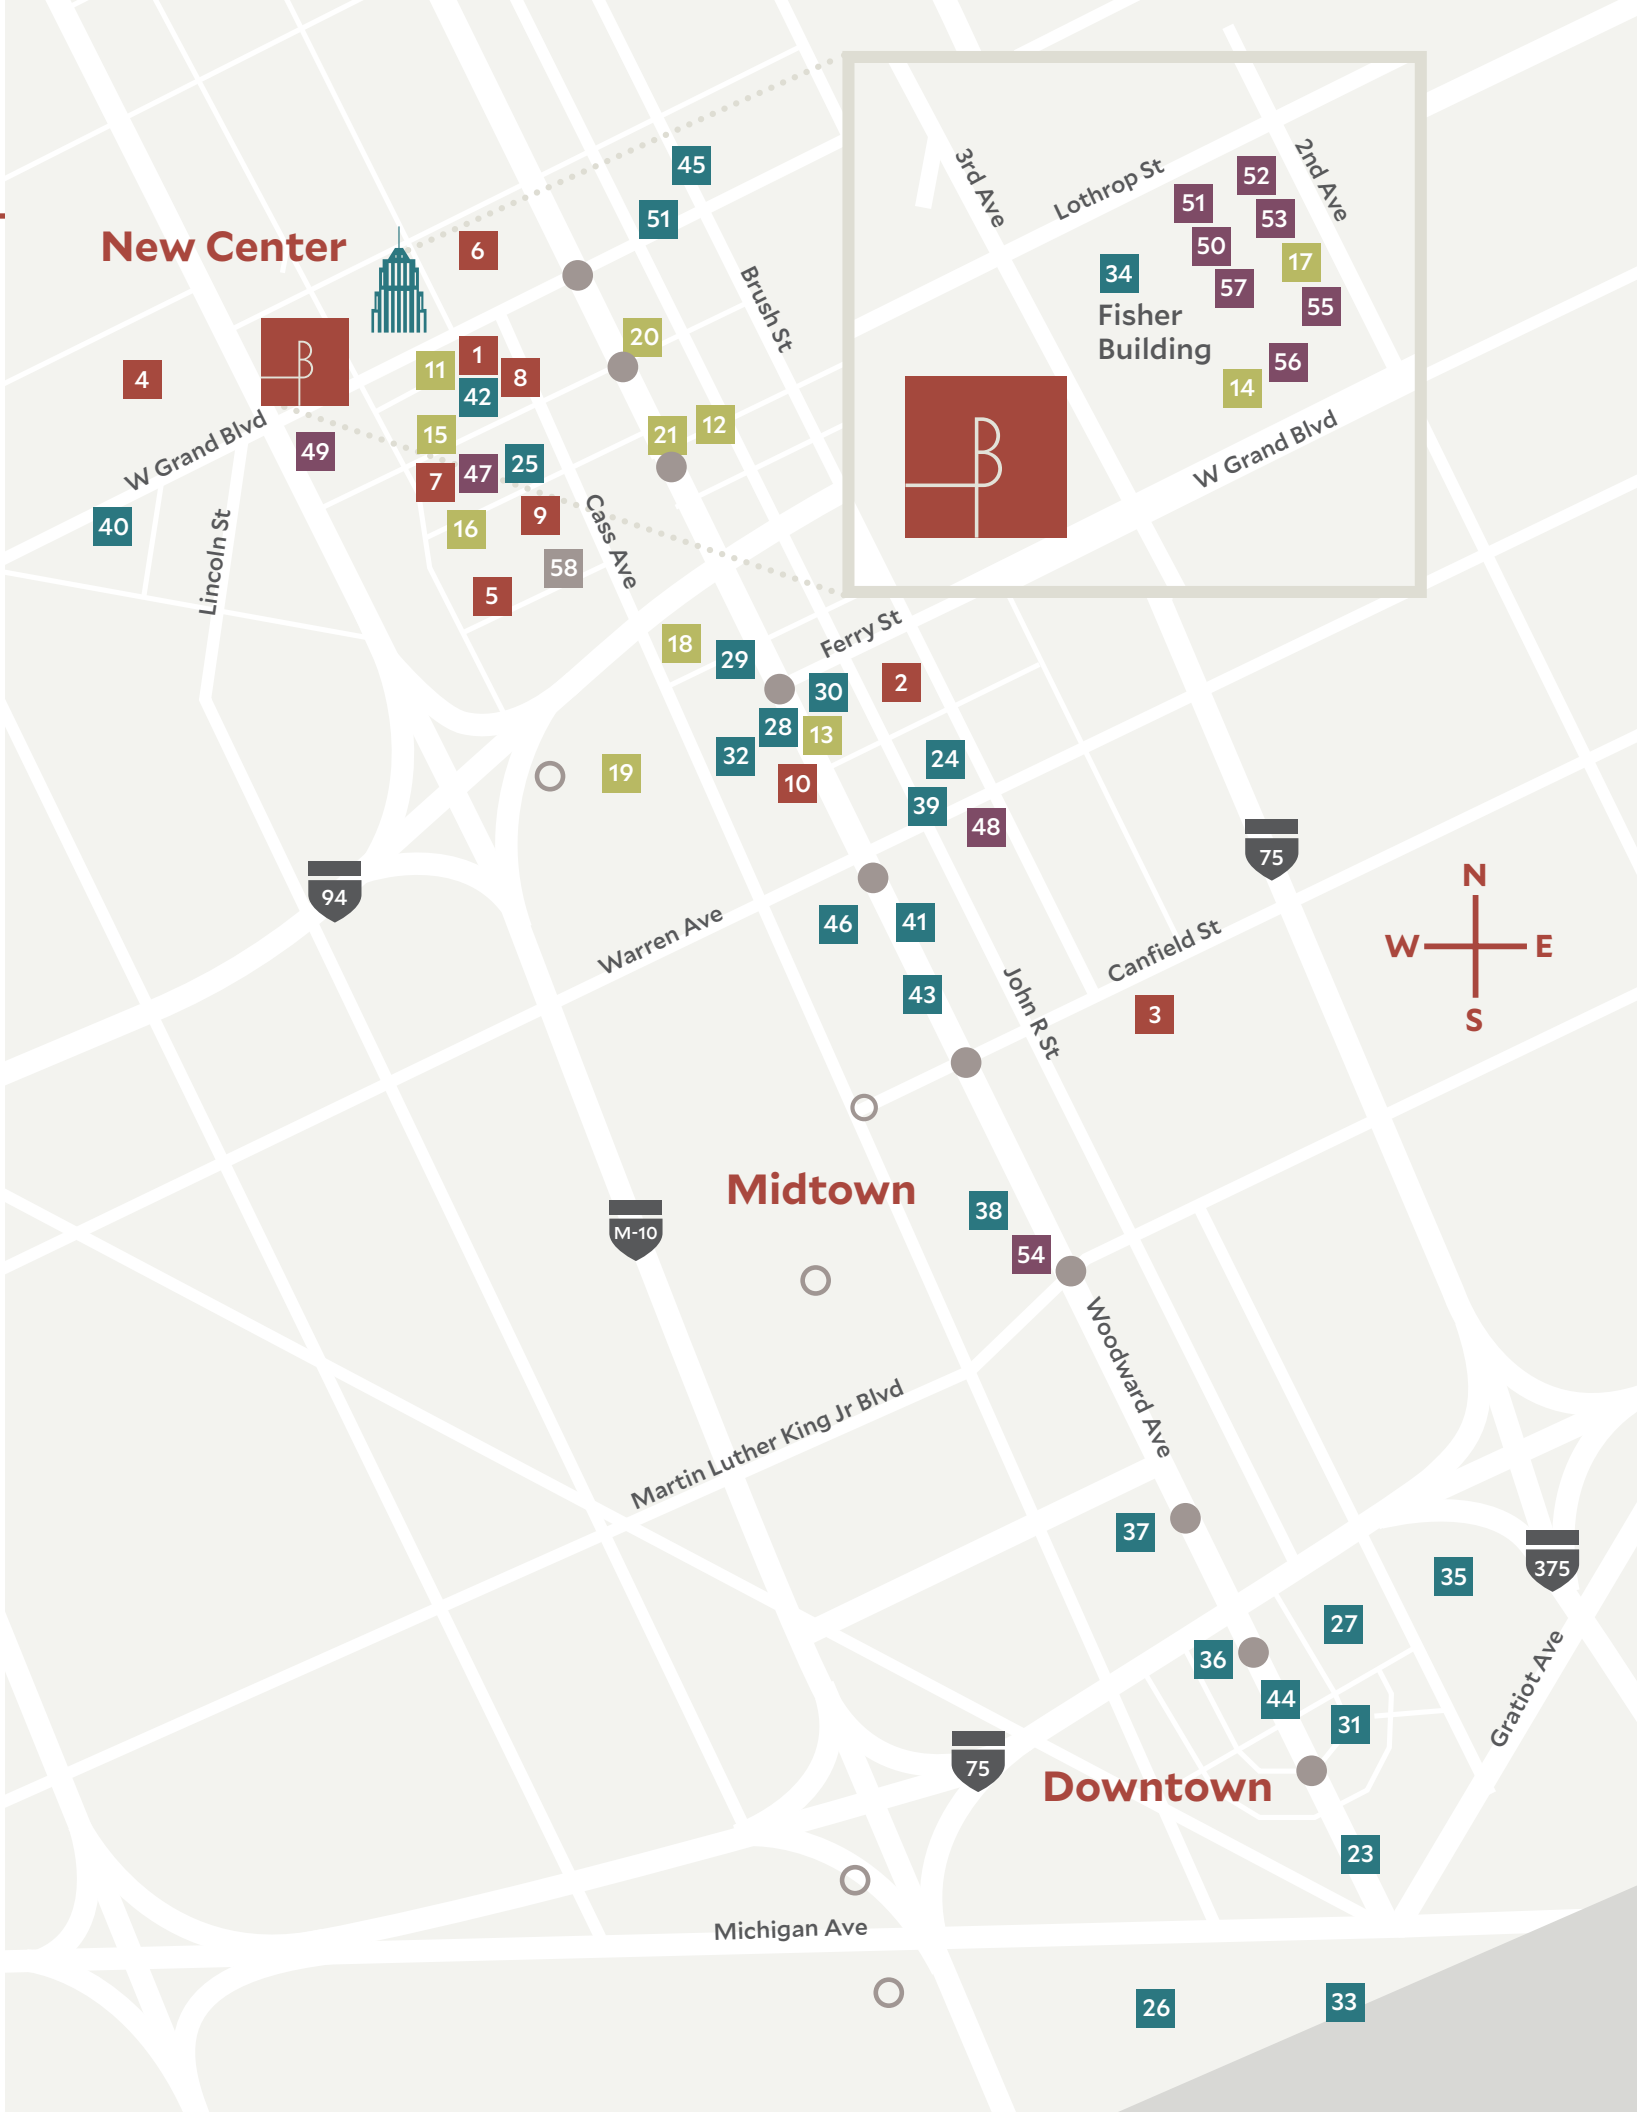 45
51
New Center
6
20
Brush St
4
11
1
8
42
W Grand Blvd
49
15
7
47
25
21
12
40
Lincoln St
16
9
Cass Ave
58
5
3rd Ave
Lothrop St
2nd Ave
52
51
53
50
17
34
57
55
Fisher
Building
56
14
W Grand Blvd
Ferry St
18
29
30
2
28
13
32
10
19
24
39
48
75
94
N
W
E
S
Warren Ave
46
41
Canfield St
43
John R St
3
Midtown
38
M-10
54
Woodward Ave
Martin Luther King Jr Blvd
37
375
35
27
36
44
31
Gratiot Ave
75
Downtown
23
Michigan Ave
26
33